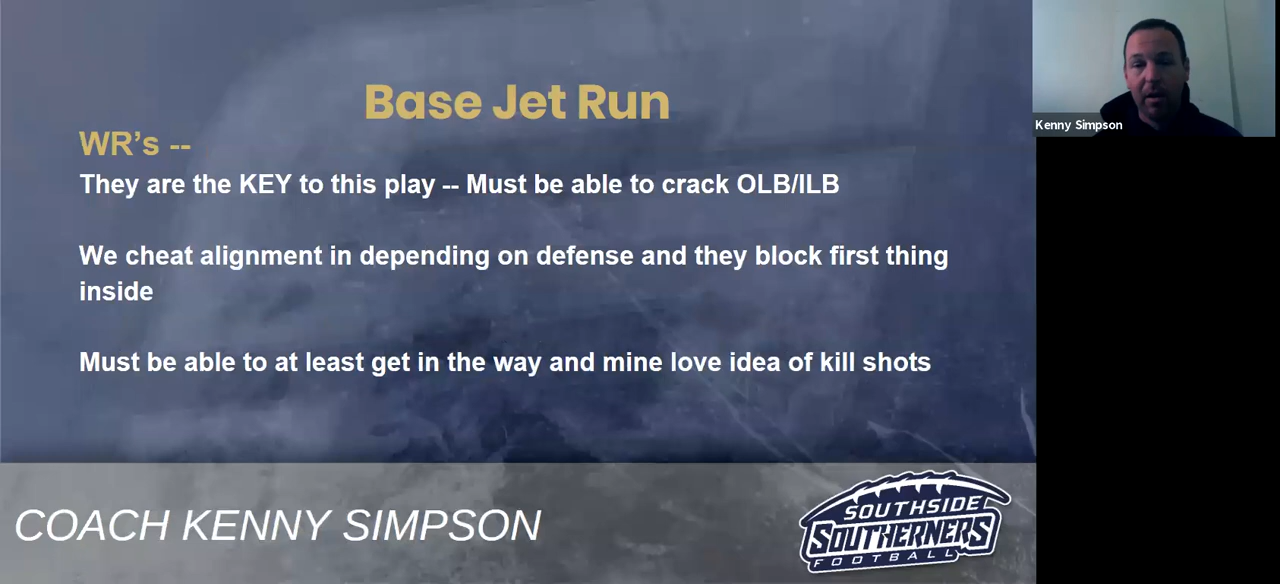 Base Jet Run
WR's --
They are the KEY to this play -- Must be able to crack OLB/ILB
We cheat alignment in depending on defense and they block first thing
inside
Must be able to at least get in the way and mine love idea of kill shots
COACH KENNY SIMPSON
SOUTHSIDE
SOUTHERNERS
FOOTBALL
Kenny Simpson